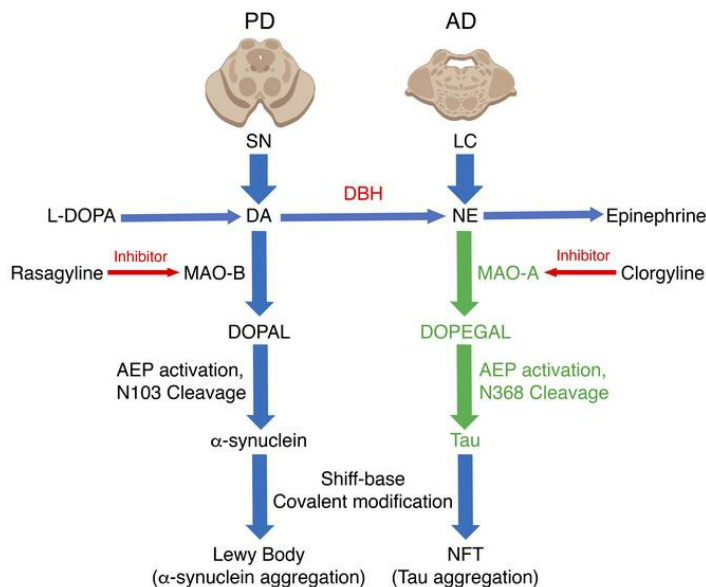 PD
AD
SN
LC
DBH
L-DOPA
DA
NE
Epinephrine
Inhibitor
Inhibitor
Rasagyline
MAO-B
MAO-A
Clorgyline
DOPAL
DOPEGAL
AEP activation,
N103 Cleavage
AEP activation,
N368 Cleavage
α-synuclein
Tau
Shiff-base
Covalent modification
Lewy Body
(α-synuclein aggregation)
NFT
(Tau aggregation)